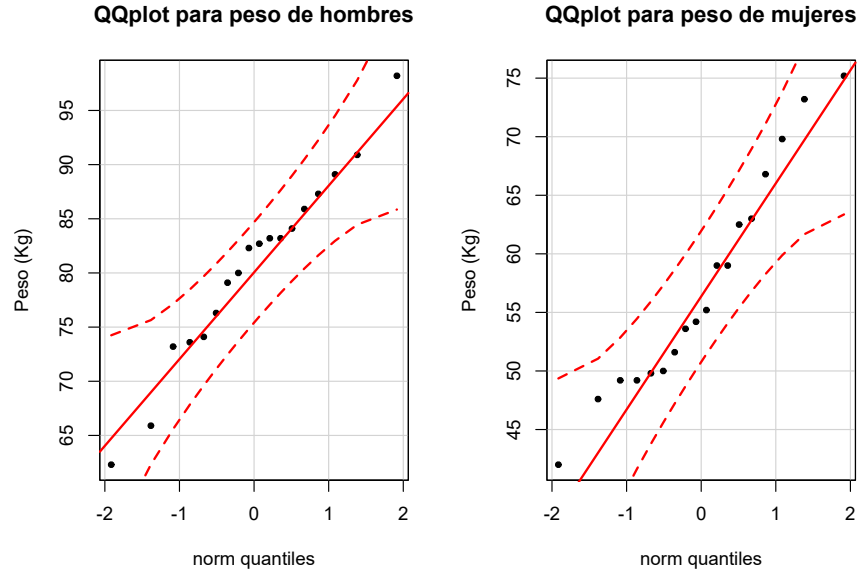 QQplot para peso de hombres
Peso (Kg)
95
90
85
80
75
70
65
-2 -1 0 1 2
norm quantiles
QQplot para peso de mujeres
Peso (Kg)
75
70
65
60
55
50
45
-2 -1 0 1 2
norm quantiles